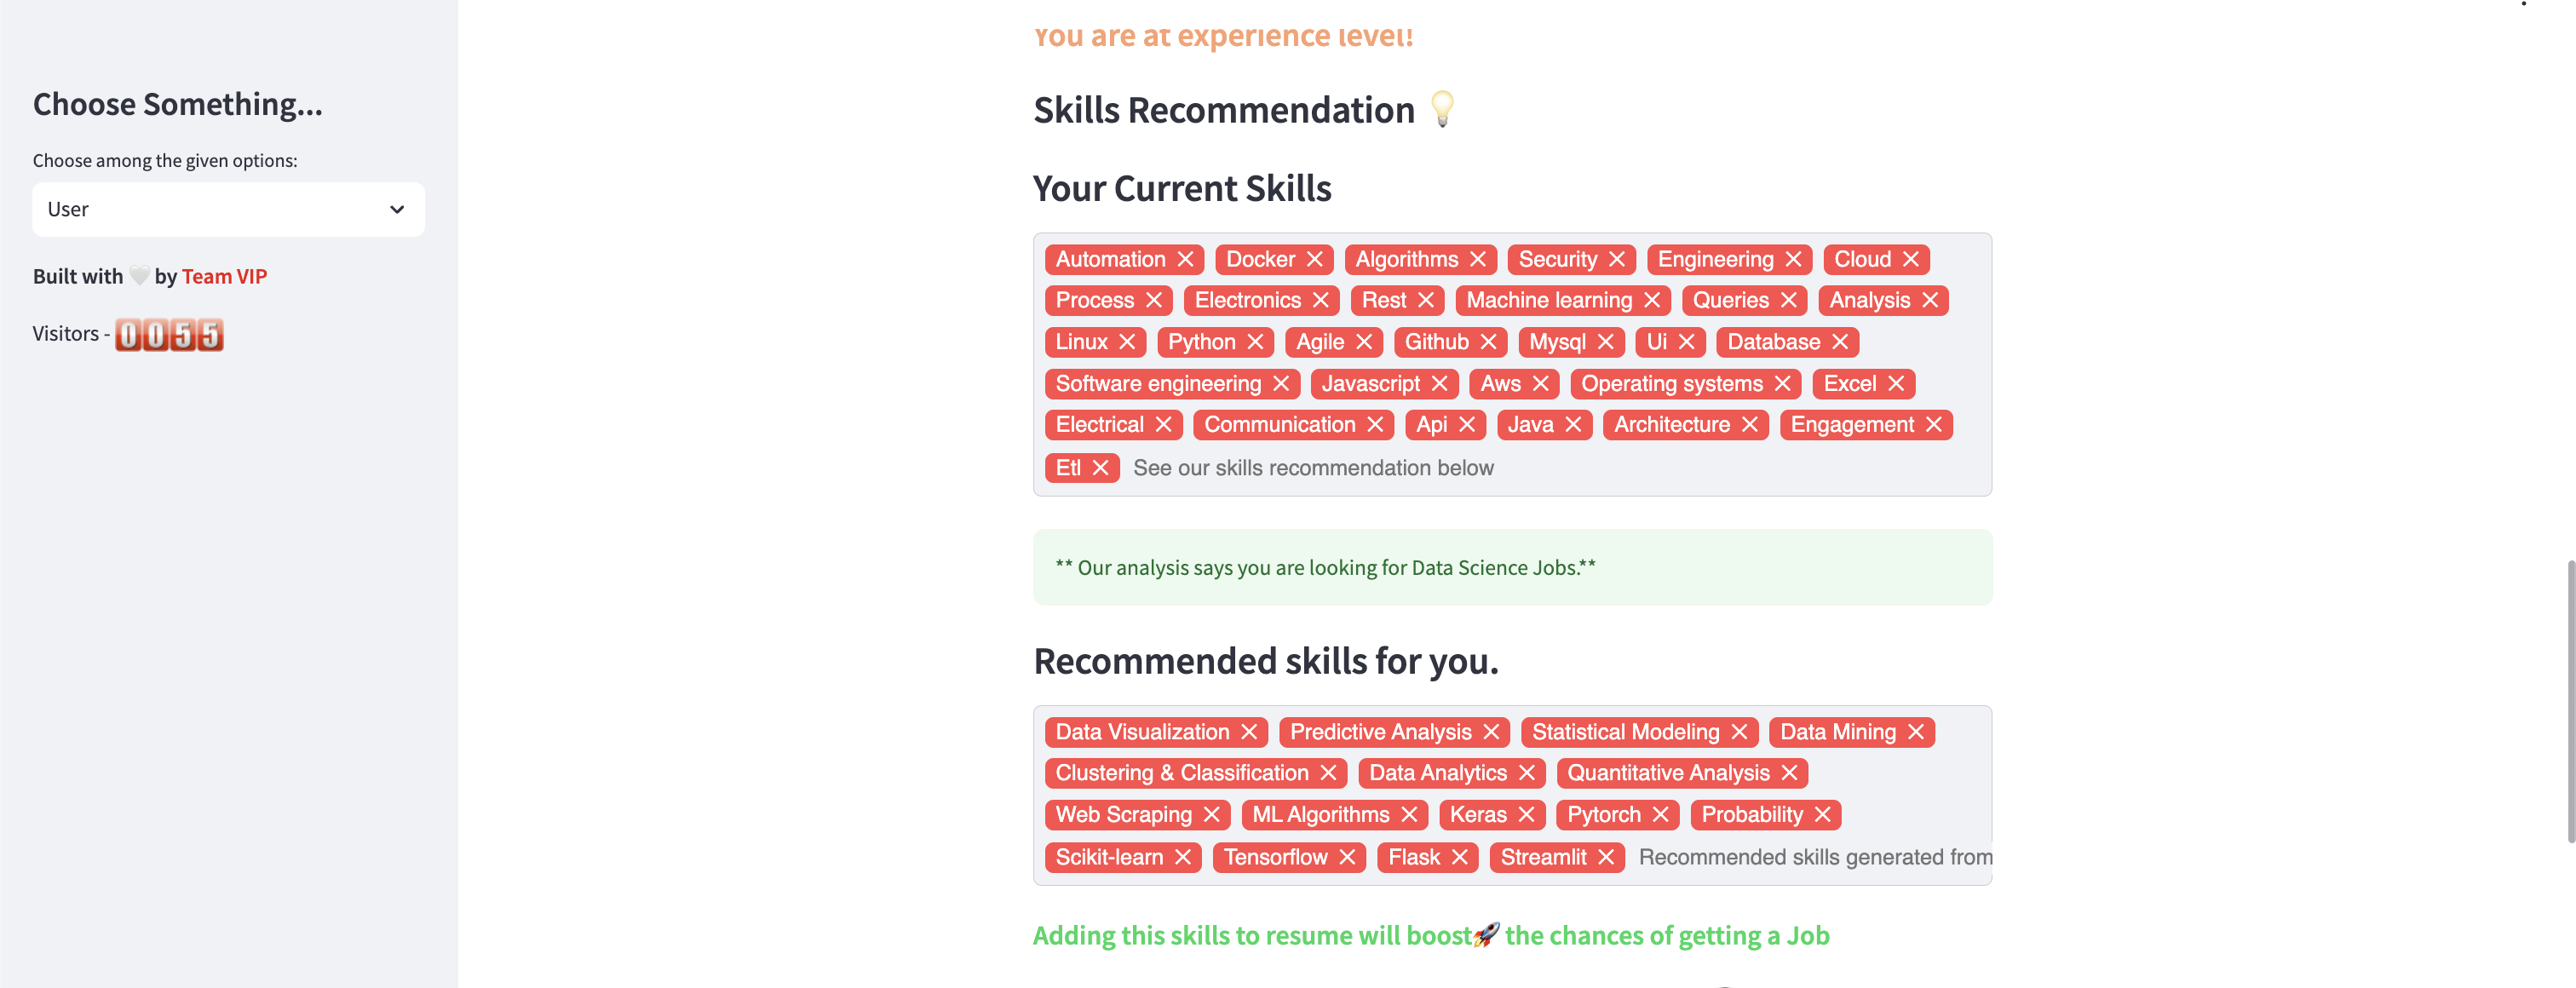 Choose Something...
Choose among the given options:
User
Built with 🤍 by Team VIP
Visitors - 0055
You are at experience level!
Skills Recommendation 💡
Your Current Skills
Automation Docker Algorithms Security Engineering Cloud
Process Electronics Rest Machine learning Queries Analysis
Linux Python Agile Github Mysql Ui Database
Software engineering Javascript Aws Operating systems Excel
Electrical Communication Api Java Architecture Engagement
Etl See our skills recommendation below
** Our analysis says you are looking for Data Science Jobs.**
Recommended skills for you.
Data Visualization Predictive Analysis Statistical Modeling Data Mining
Clustering & Classification Data Analytics Quantitative Analysis
Web Scraping ML Algorithms Keras Pytorch Probability
Scikit-learn Tensorflow Flask Streamlit Recommended skills generated from
Adding this skills to resume will boost🚀 the chances of getting a Job